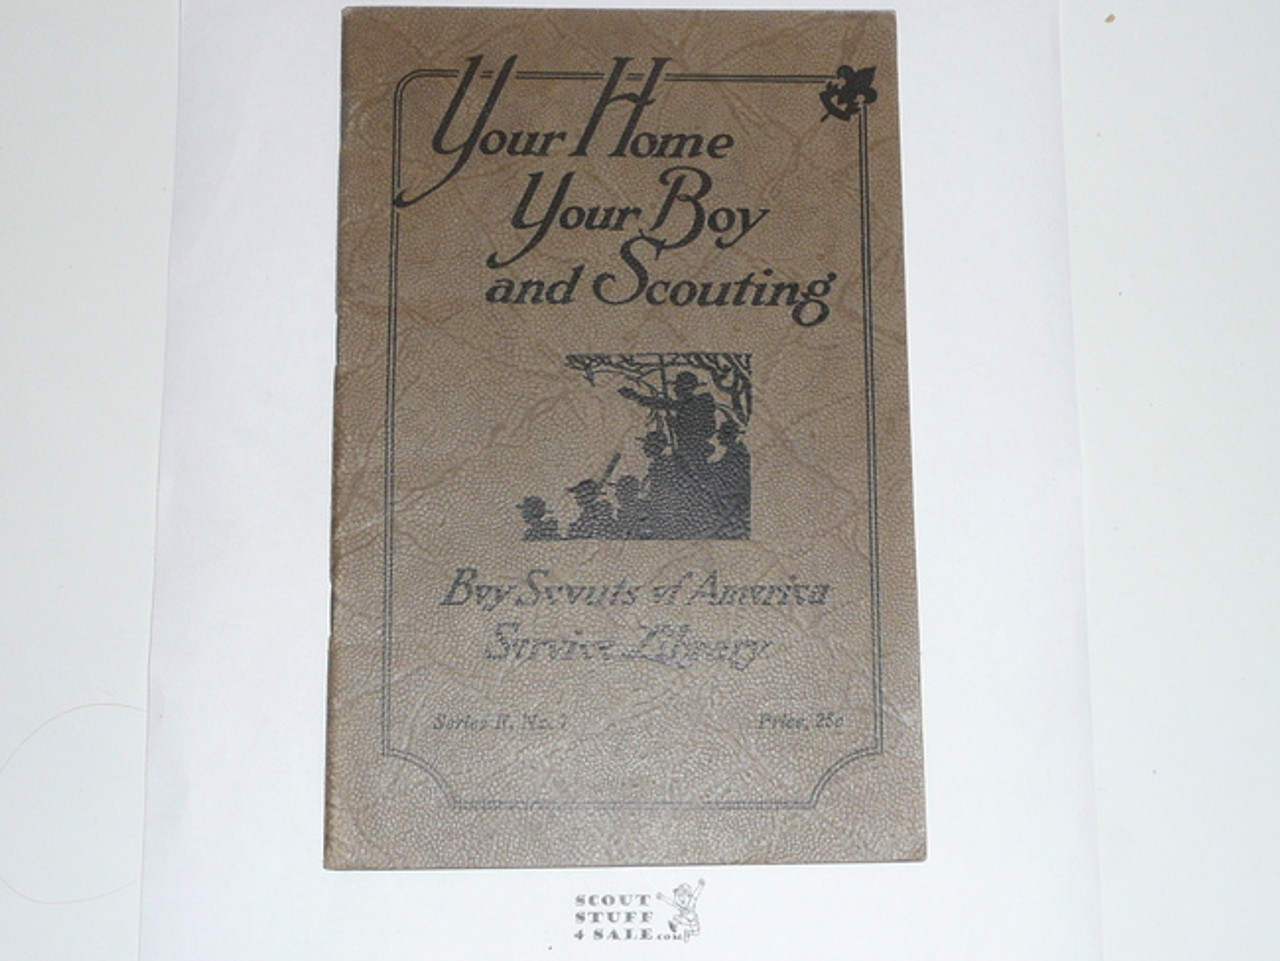 Your Home
Your Boy
and Scouting
Boy Scouts of America
Service Library
Series No. 7
Price, 25c
SCOUT
STUFF
4 SALE.com